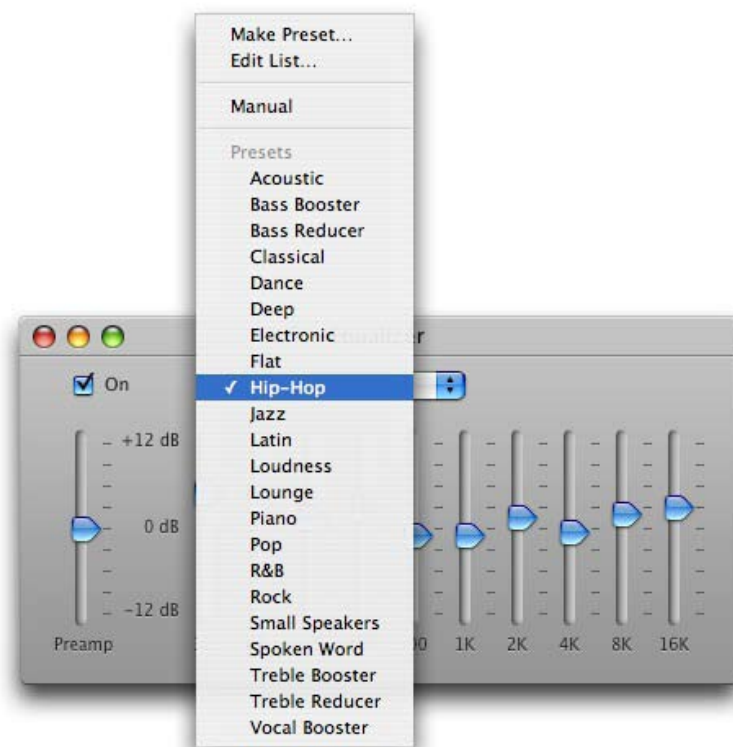 Make Preset...
Edit List...
Manual
Presets
Acoustic
Bass Booster
Bass Reducer
Classical
Dance
Deep
Electronic
Flat
Hip-Hop
Jazz
Latin
Loudness
Lounge
Piano
Pop
R&B
Rock
Small Speakers
Spoken Word
Treble Booster
Treble Reducer
Vocal Booster
On
+12 dB
0 dB
-12 dB
Preamp
1K 2K 4K 8K 16K